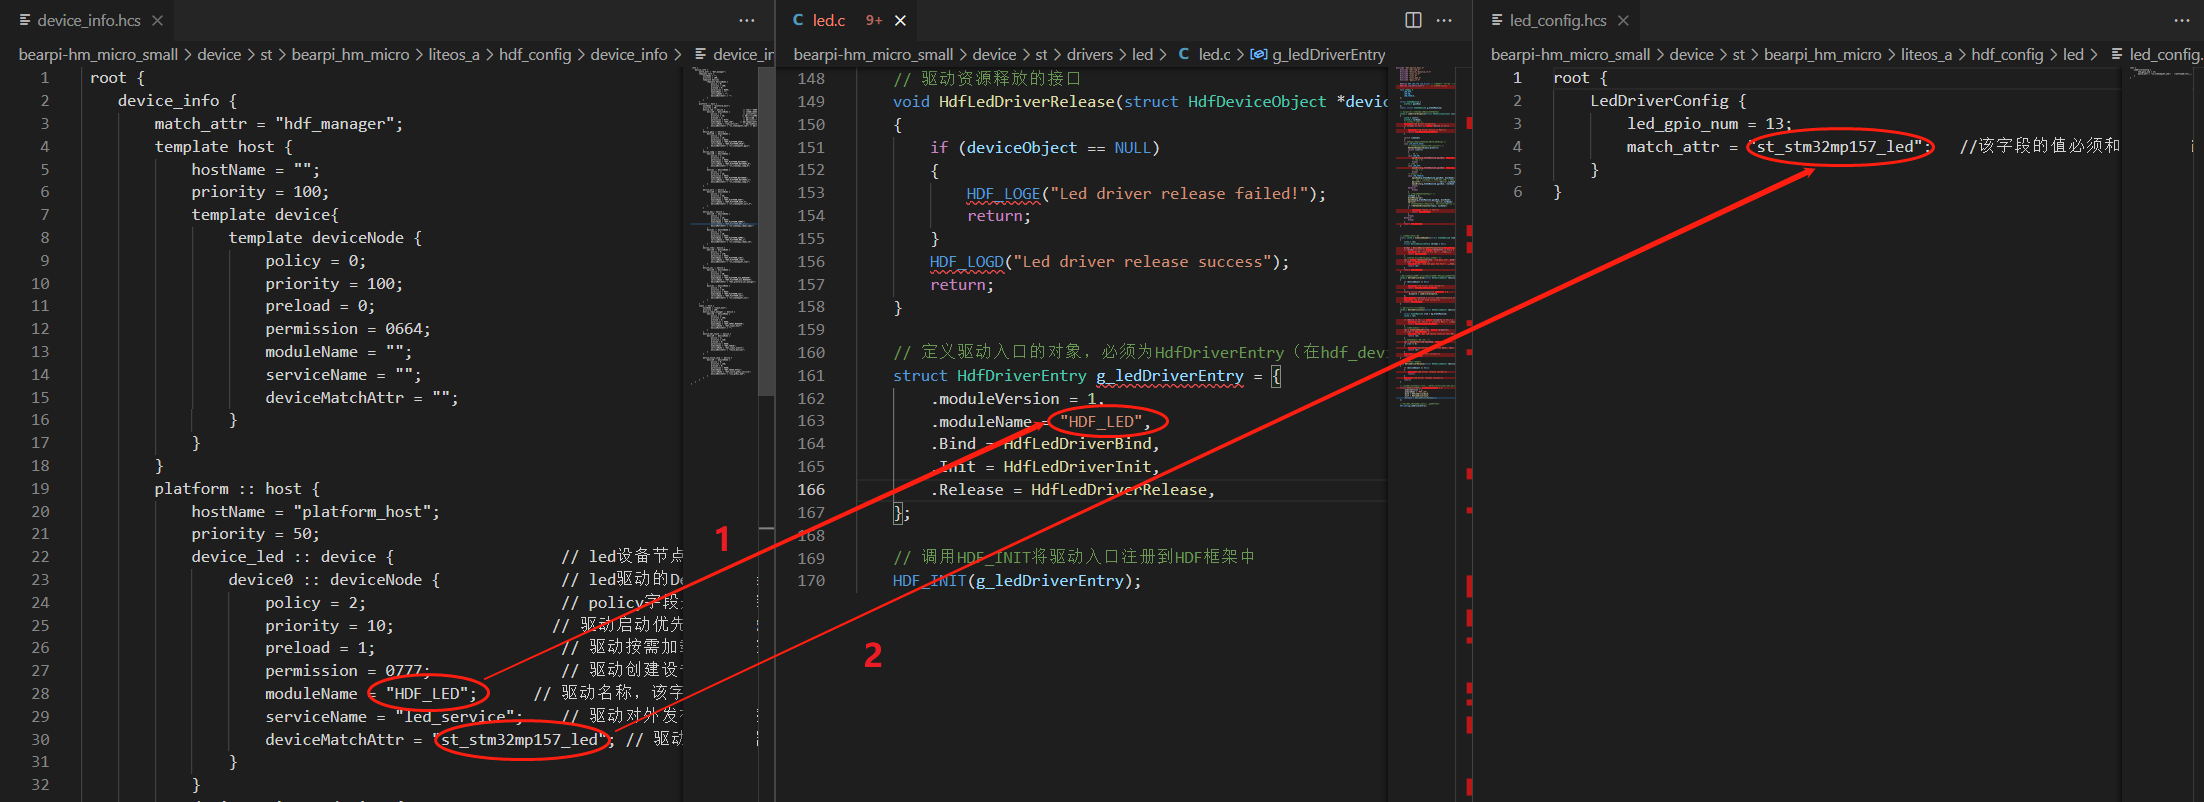 device_info.hcs
bearpi-hm_micro_small > device > st > bearpi_hm_micro > liteos_a > hdf_config > device_info > device_in
1 root {
2 device_info {
3 match_attr = "hdf_manager";
4 template host {
5 hostName = "";
6 priority = 100;
7 template device{
8 template deviceNode {
9 policy = 0;
10 priority = 100;
11 preload = 0;
12 permission = 0664;
13 moduleName = "";
14 serviceName = "";
15 deviceMatchAttr = "";
16 }
17 }
18 }
19 platform :: host {
20 hostName = "platform_host";
21 priority = 50;
22 device_led :: device { // led设备节点
23 device0 :: deviceNode { // led驱动的De
24 policy = 2; // policy字段
25 priority = 10; // 驱动启动优先
26 preload = 1; // 驱动按需加
27 permission = 0777; // 驱动创建设
28 moduleName = "HDF_LED"; // 驱动名称，该字
29 serviceName = "led_service"; // 驱动对外发
30 deviceMatchAttr = "st_stm32mp157_led"; // 驱动
31 }
32 }
1
2
C led.c 9+
bearpi-hm_micro_small > device > st > drivers > led > C led.c > g_ledDriverEntry
148 // 驱动资源释放的接口
149 void HdfLedDriverRelease(struct HdfDeviceObject *devic
150 {
151 if (deviceObject == NULL)
152 {
153 HDF_LOGE("Led driver release failed!");
154 return;
155 }
156 HDF_LOGD("Led driver release success");
157 return;
158 }
159
160 // 定义驱动入口的对象，必须为HdfDriverEntry（在hdf_devi
161 struct HdfDriverEntry g_ledDriverEntry = {
162 .moduleVersion = 1,
163 .moduleName = "HDF_LED",
164 .Bind = HdfLedDriverBind,
165 .Init = HdfLedDriverInit,
166 .Release = HdfLedDriverRelease,
167 };
168
169 // 调用HDF_INIT将驱动入口注册到HDF框架中
170 HDF_INIT(g_ledDriverEntry);
led_config.hcs
bearpi-hm_micro_small > device > st > bearpi_hm_micro > liteos_a > hdf_config > led > led_config.
1 root {
2 LedDriverConfig {
3 led_gpio_num = 13;
4 match_attr = "st_stm32mp157_led"; //该字段的值必须和
5 }
6 }